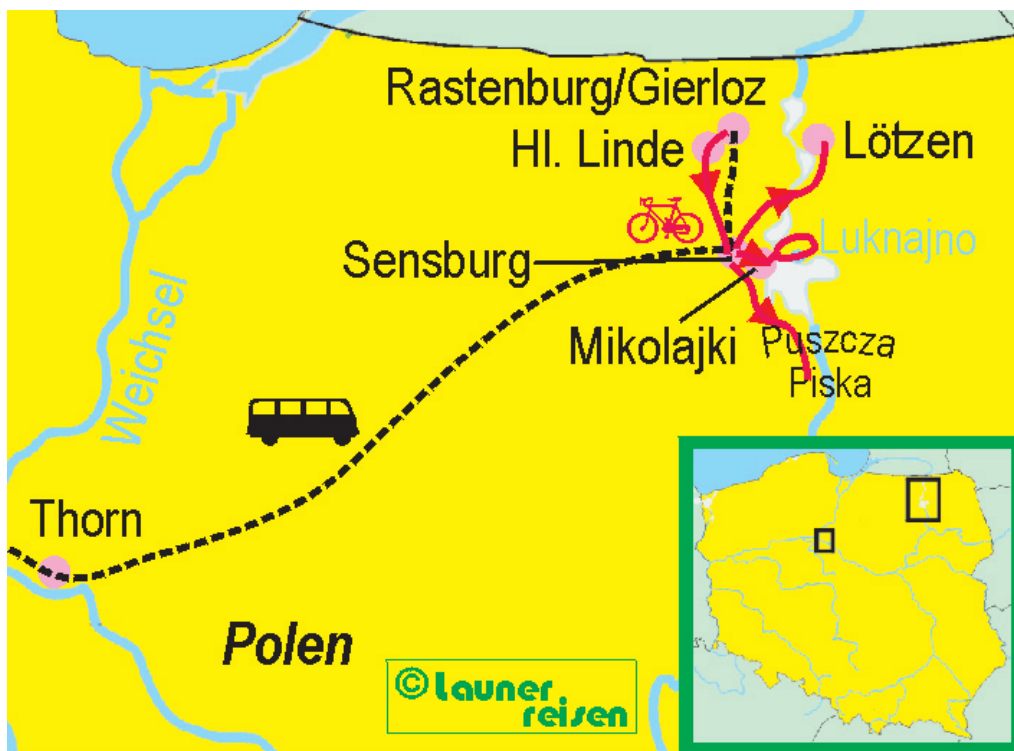 Rastenburg/Gierloz
Hl. Linde
Lötzen
Luknajno
Sensburg
Mikolajki
Puszcza
Piska
Weichsel
Thorn
Polen
© Launer
reisen